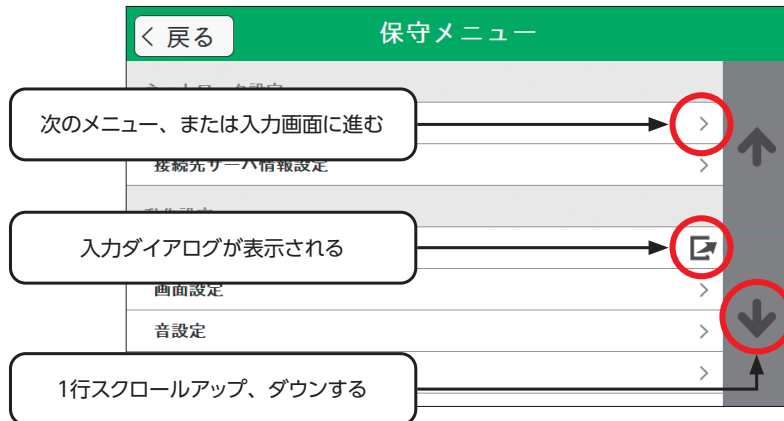 戻る
保守メニュー
次のメニュー、または入力画面に進む
接続先サーバ情報設定
入力ダイアログが表示される
画面設定
音設定
1行スクロールアップ、ダウンする